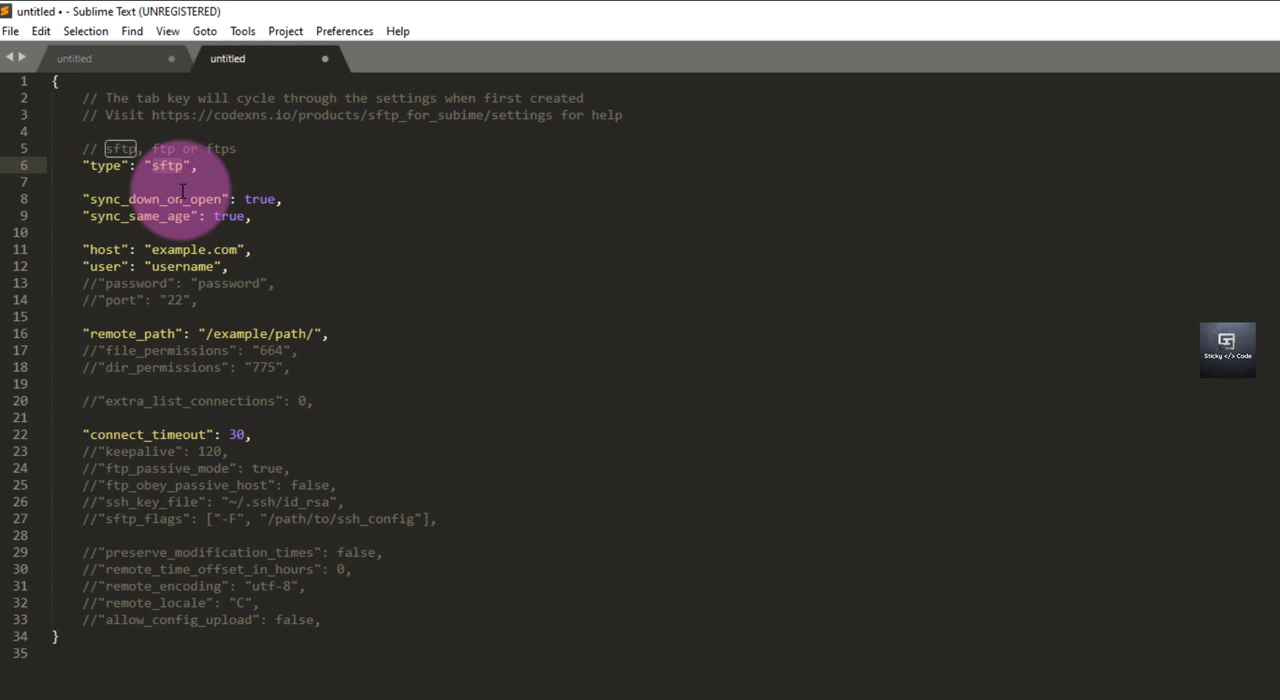 untitled • - Sublime Text (UNREGISTERED)
File Edit Selection Find View Goto Tools Project Preferences Help
untitled untitled
1 {
2 // The tab key will cycle through the settings when first created
3 // Visit https://codexns.io/products/sftp_for_subime/settings for help
4
5 // sftp, ftp or ftps
6 "type": "sftp",
7
8 "sync_down_on_open": true,
9 "sync_same_age": true,
10
11 "host": "example.com",
12 "user": "username",
13 //"password": "password",
14 //"port": "22",
15
16 "remote_path": "/example/path/",
17 //"file_permissions": "664",
18 //"dir_permissions": "775",
19
20 //"extra_list_connections": 0,
21
22 "connect_timeout": 30,
23 //"keepalive": 120,
24 //"ftp_passive_mode": true,
25 //"ftp_obey_passive_host": false,
26 //"ssh_key_file": "~/.ssh/id_rsa",
27 //"sftp_flags": ["-F", "/path/to/ssh_config"],
28
29 //"preserve_modification_times": false,
30 //"remote_time_offset_in_hours": 0,
31 //"remote_encoding": "utf-8",
32 //"remote_locale": "C",
33 //"allow_config_upload": false,
34 }
35
Sticky </> Code